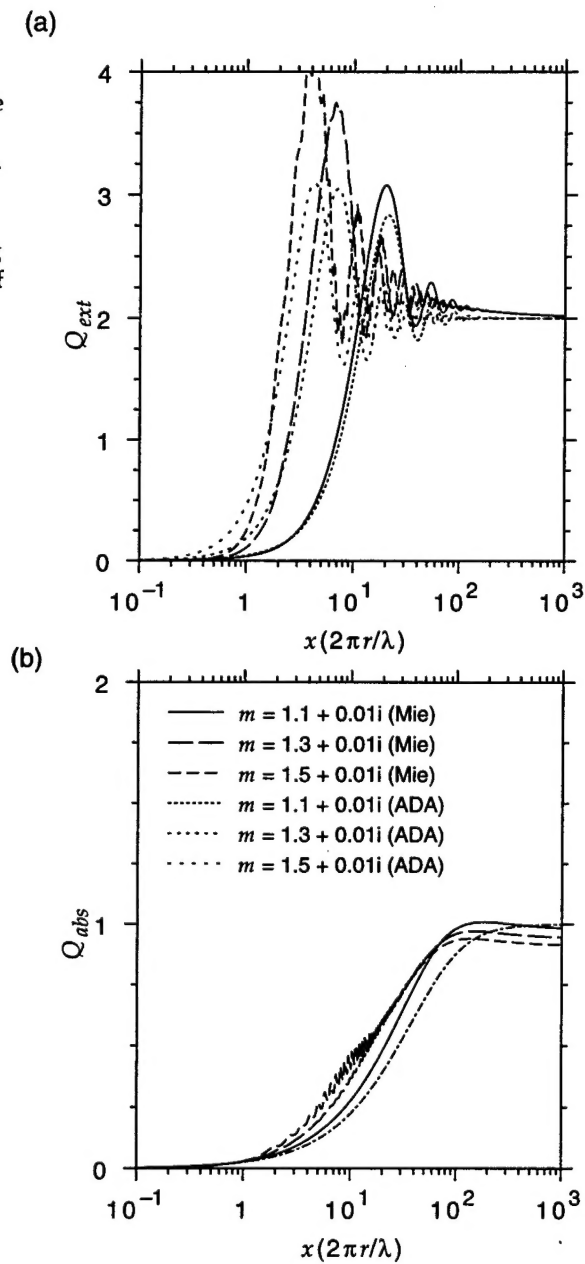 (a)
4
3
2
1
0
Q_ext
10^-1 1 10^1 10^2 10^3
x(2πr/λ)
(b)
2
1
0
Q_abs
m = 1.1 + 0.01i (Mie)
m = 1.3 + 0.01i (Mie)
m = 1.5 + 0.01i (Mie)
m = 1.1 + 0.01i (ADA)
m = 1.3 + 0.01i (ADA)
m = 1.5 + 0.01i (ADA)
10^-1 1 10^1 10^2 10^3
x(2πr/λ)